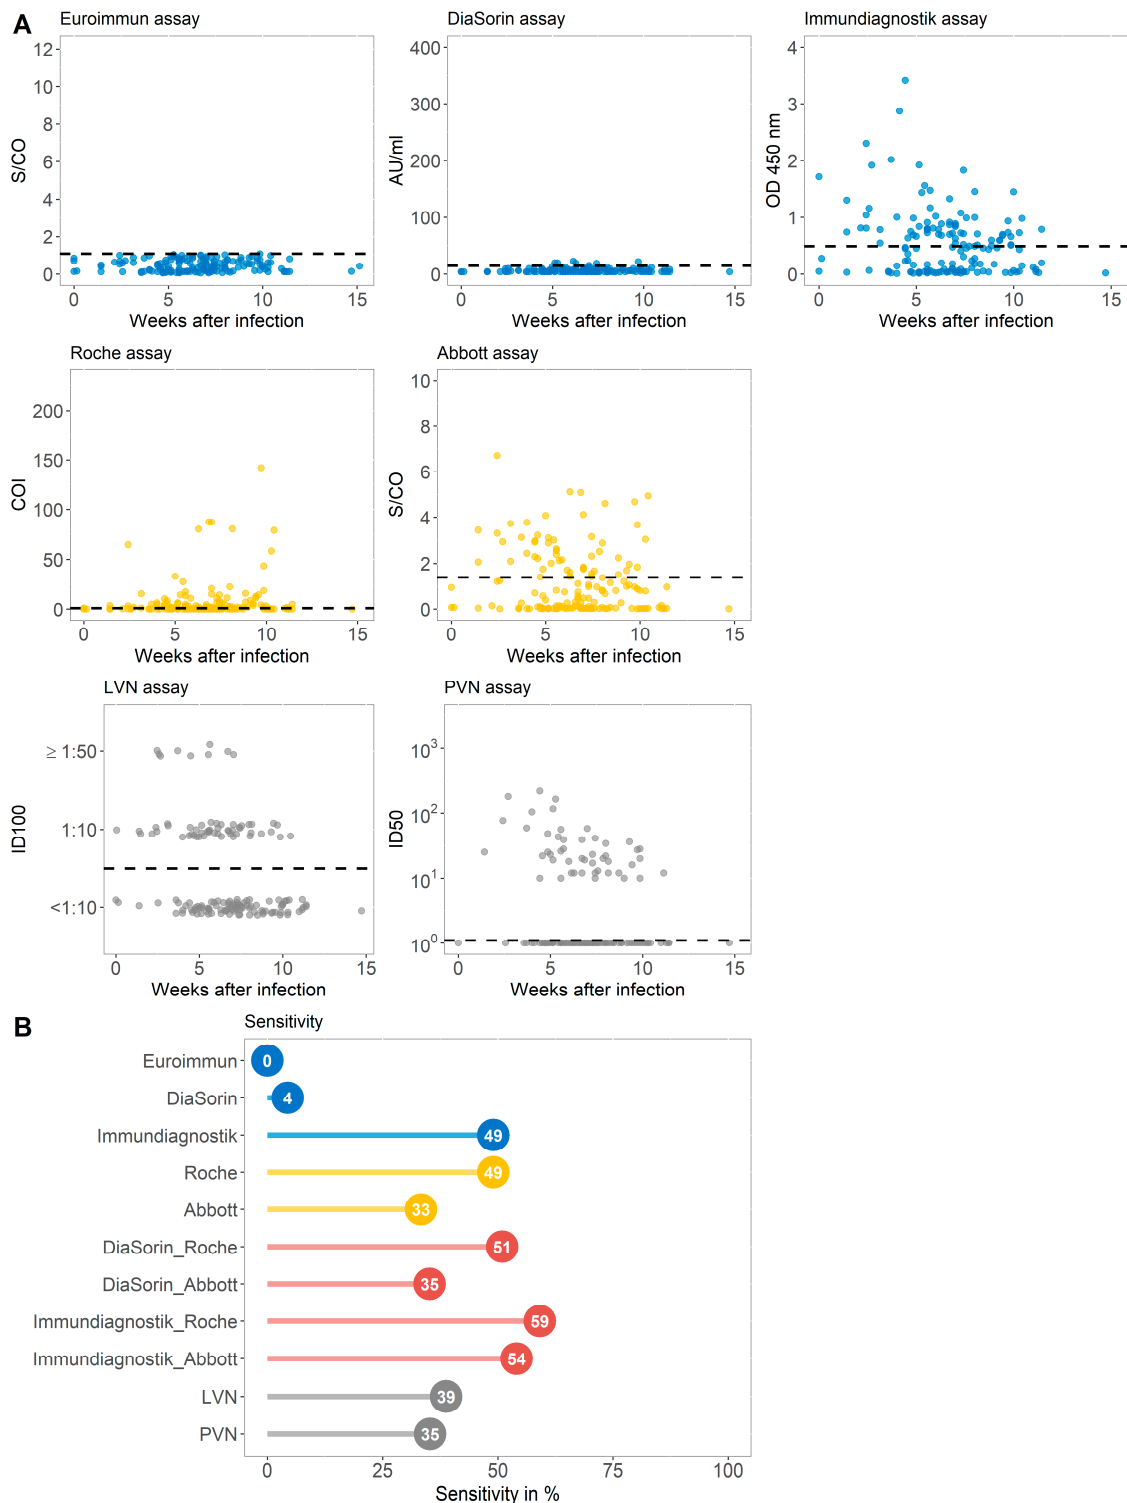 A
Euroimmun assay
DiaSorin assay
Immundiagnostik assay
12
10
8
6
4
2
0
S/CO
0 5 10 15
Weeks after infection
400
300
200
100
0
AU/ml
0 5 10 15
Weeks after infection
4
3
2
1
0
OD 450 nm
0 5 10 15
Weeks after infection
Roche assay
Abbott assay
200
150
100
50
0
COI
0 5 10 15
Weeks after infection
10
8
6
4
2
0
S/CO
0 5 10 15
Weeks after infection
LVN assay
PVN assay
≥ 1:50
1:10
<1:10
ID100
0 5 10 15
Weeks after infection
10³
10²
10¹
10⁰
ID50
0 5 10 15
Weeks after infection
B
Sensitivity
Euroimmun 0
DiaSorin 4
Immundiagnostik 49
Roche 49
Abbott 33
DiaSorin_Roche 51
DiaSorin_Abbott 35
Immundiagnostik_Roche 59
Immundiagnostik_Abbott 54
LVN 39
PVN 35
0 25 50 75 100
Sensitivity in %